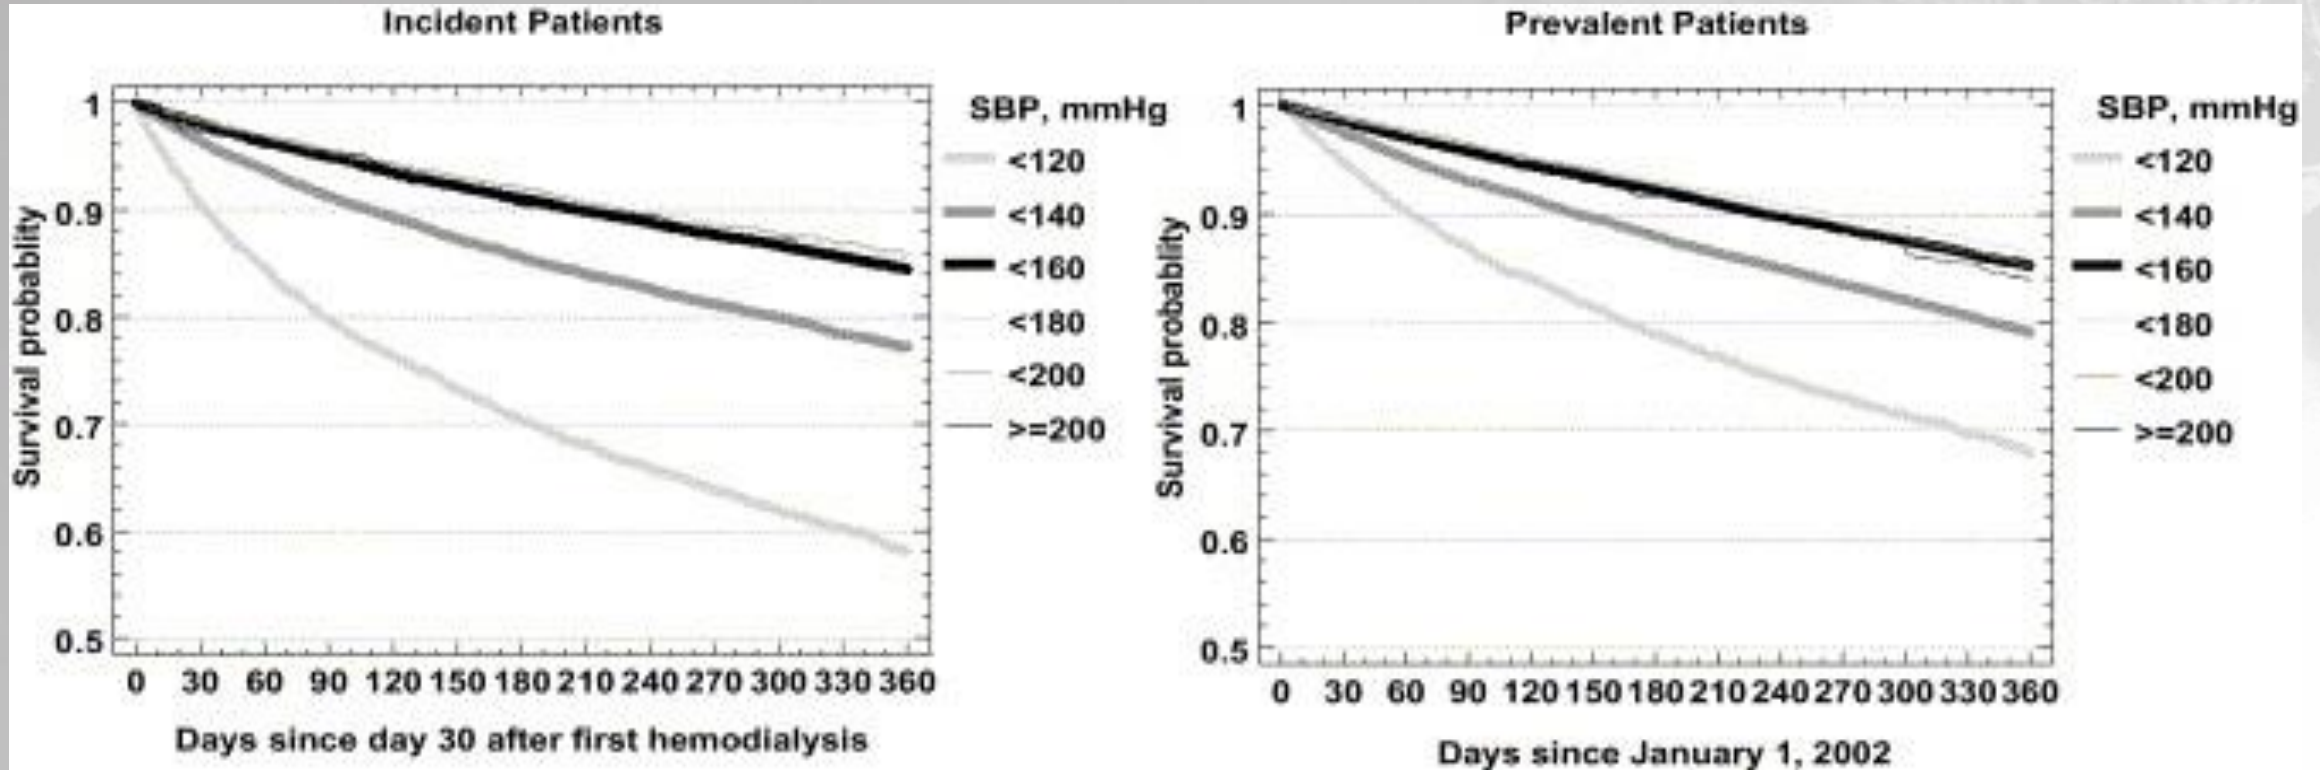 Incident Patients
1
0.9
0.8
0.7
0.6
0.5
Survival probablity
0 30 60 90 120 150 180 210 240 270 300 330 360
Days since day 30 after first hemodialysis
SBP, mmHg
<120
<140
<160
<180
<200
>=200
Prevalent Patients
1
0.9
0.8
0.7
0.6
0.5
Survival probablity
0 30 60 90 120 150 180 210 240 270 300 330 360
Days since January 1, 2002
SBP, mmHg
<120
<140
<160
<180
<200
>=200